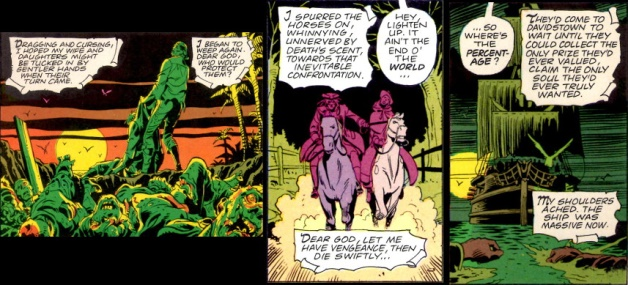 DRAGGING AND CURSING,
I HOPED MY WIFE AND
DAUGHTERS MIGHT
BE TUCKED IN BY
GENTLER HANDS
WHEN THEIR
TURN CAME.
I BEGAN TO
WEEP AGAIN.
DEAR GOD,
WHO WOULD
PROTECT
THEM?
I SPURRED THE
HORSES ON,
WHINNYING,
UNNERVED BY
DEATH'S SCENT,
TOWARDS THAT
INEVITABLE
CONFRONTATION.
HEY,
LIGHTEN
UP. IT
AIN'T THE
END O'
THE
WORLD
...
DEAR GOD, LET ME
HAVE VENGEANCE, THEN
DIE SWIFTLY...
...SO
WHERE'S
THE
PERCENT-
AGE?
THEY'D COME TO
DAVIDSTOWN TO
WAIT UNTIL THEY
COULD COLLECT THE
ONLY PRIZE THEY'D
EVER VALUED,
CLAIM THE ONLY
SOUL THEY'D
EVER TRULY
WANTED.
MY SHOULDERS
ACHED. THE
SHIP WAS
MASSIVE NOW.